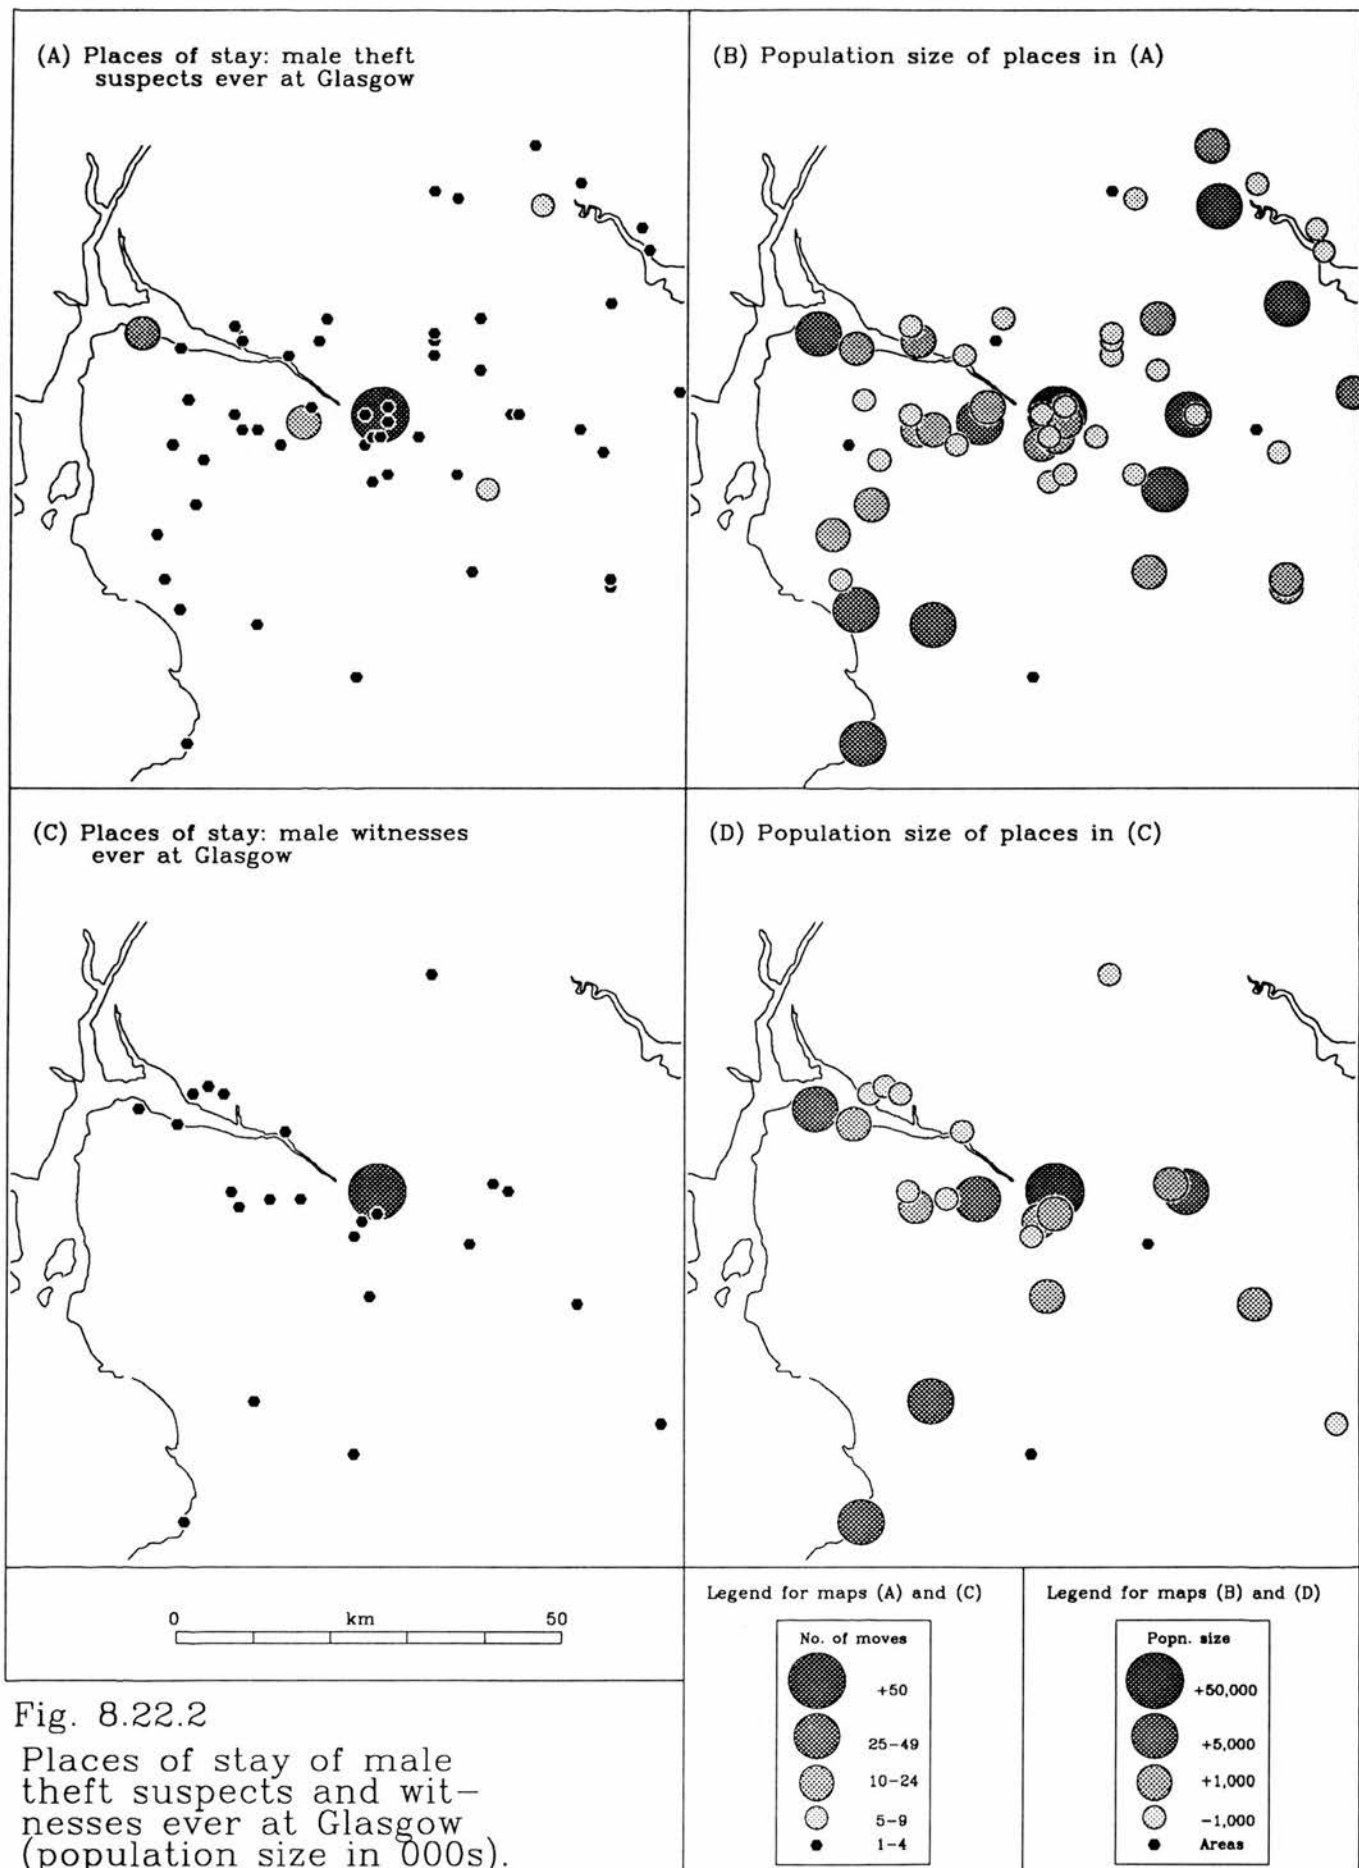 (A) Places of stay: male theft
suspects ever at Glasgow
(B) Population size of places in (A)
(C) Places of stay: male witnesses
ever at Glasgow
(D) Population size of places in (C)
0 km 50
Legend for maps (A) and (C)
No. of moves
+50
25-49
10-24
5-9
1-4
Legend for maps (B) and (D)
Popn. size
+50,000
+5,000
+1,000
-1,000
Areas
Fig. 8.22.2
Places of stay of male
theft suspects and wit-
nesses ever at Glasgow
(population size in 000s).